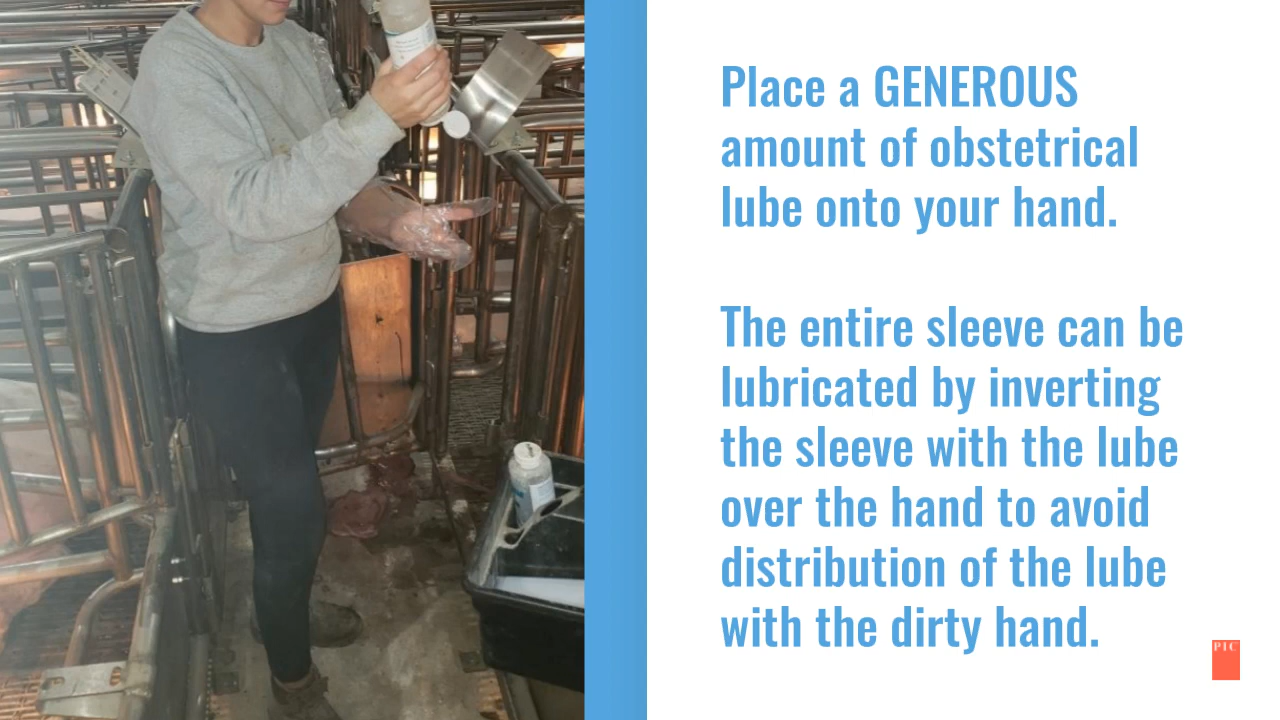 Place a GENEROUS
amount of obstetrical
lube onto your hand.
The entire sleeve can be
lubricated by inverting
the sleeve with the lube
over the hand to avoid
distribution of the lube
with the dirty hand.
PIC